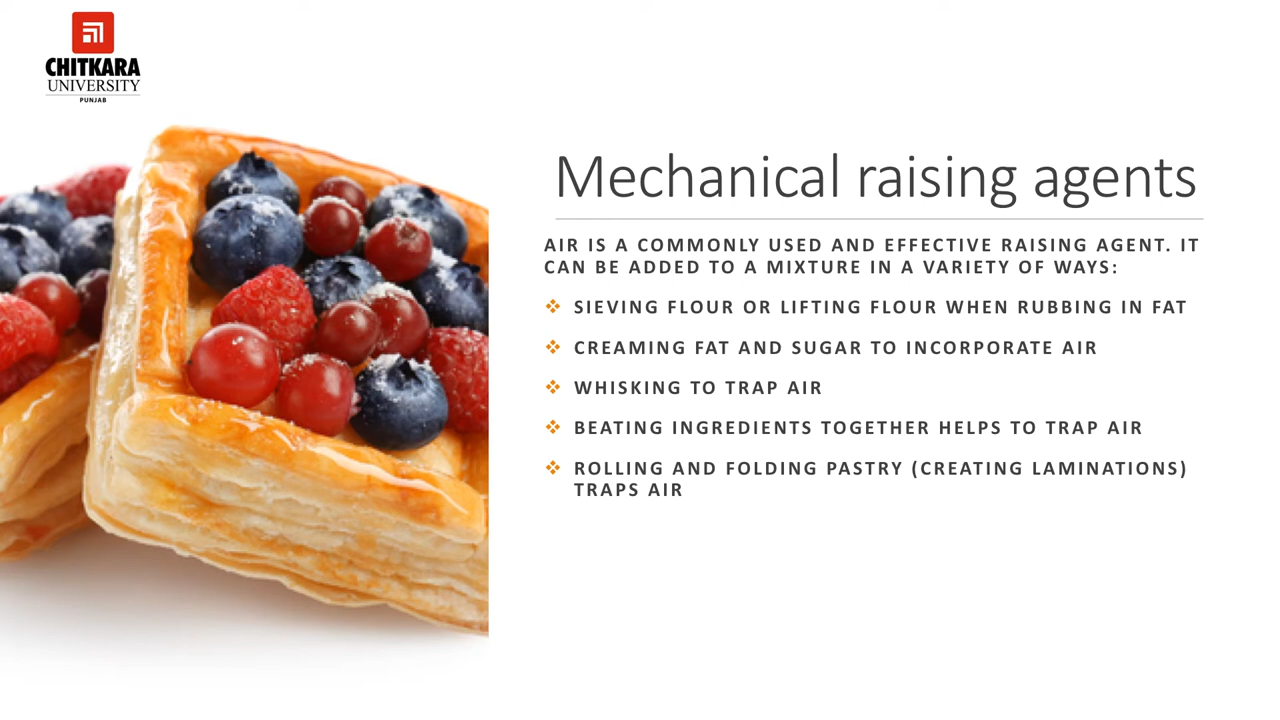 CHITKARA
UNIVERSITY
PUNJAB
Mechanical raising agents
AIR IS A COMMONLY USED AND EFFECTIVE RAISING AGENT. IT
CAN BE ADDED TO A MIXTURE IN A VARIETY OF WAYS:
❖ SIEVING FLOUR OR LIFTING FLOUR WHEN RUBBING IN FAT
❖ CREAMING FAT AND SUGAR TO INCORPORATE AIR
❖ WHISKING TO TRAP AIR
❖ BEATING INGREDIENTS TOGETHER HELPS TO TRAP AIR
❖ ROLLING AND FOLDING PASTRY (CREATING LAMINATIONS)
TRAPS AIR